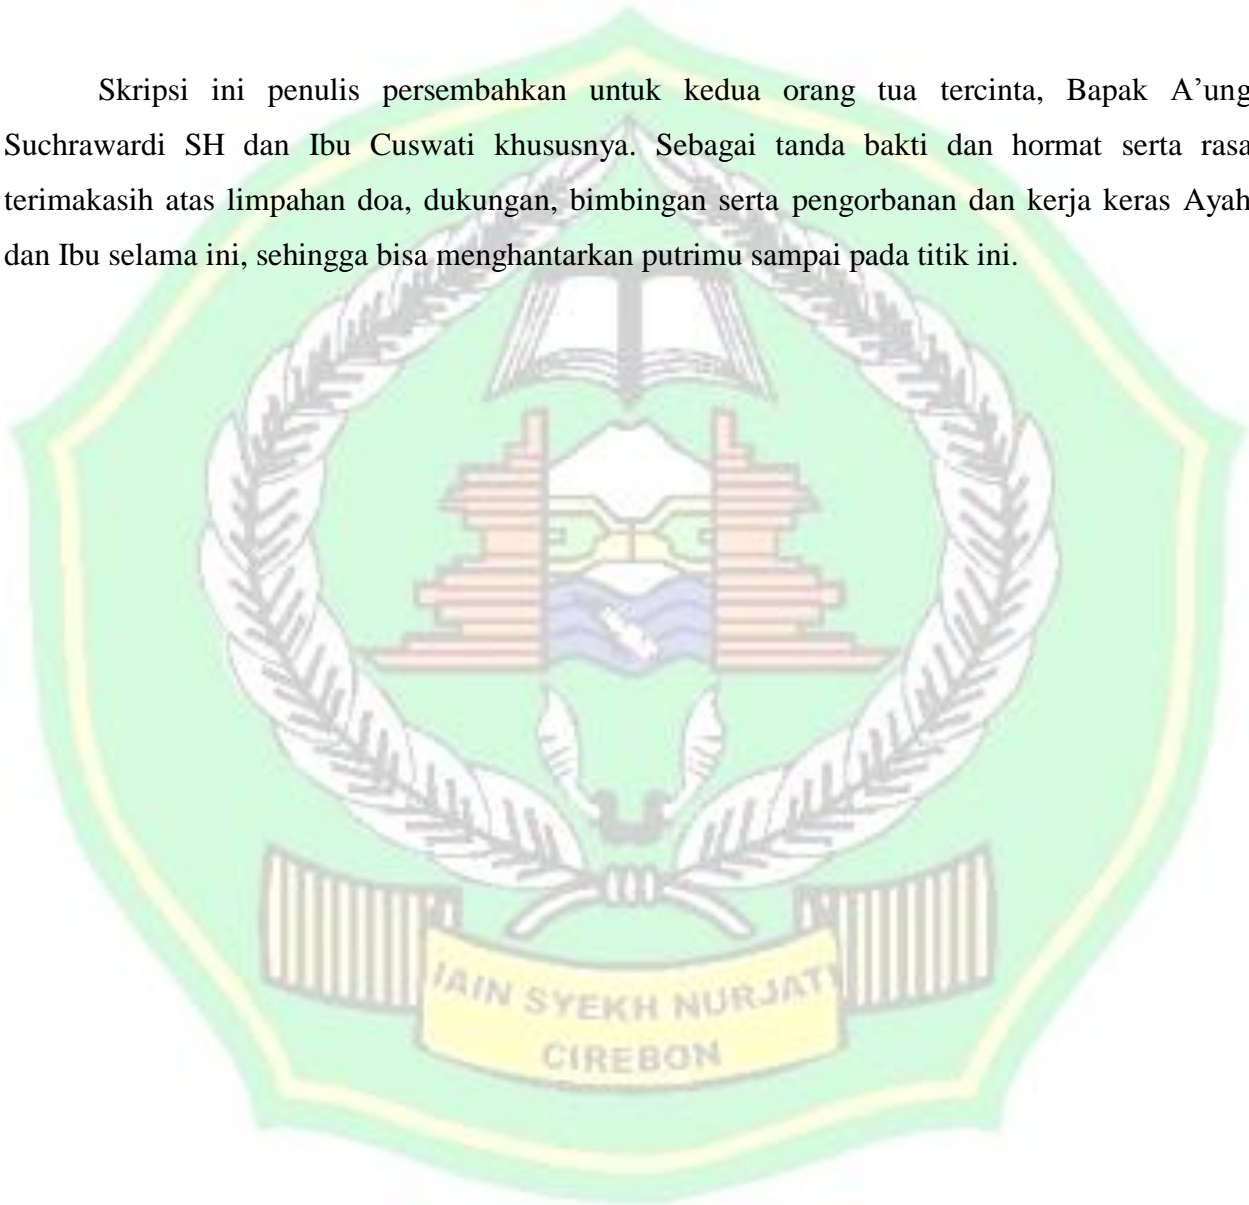 Skripsi ini penulis persembahkan untuk kedua orang tua tercinta, Bapak A’ung
Suchrawardi SH dan Ibu Cuswati khususnya. Sebagai tanda bakti dan hormat serta rasa
terimakasih atas limpahan doa, dukungan, bimbingan serta pengorbanan dan kerja keras Ayah
dan Ibu selama ini, sehingga bisa menghantarkan putrimu sampai pada titik ini.
IAIN SYEKH NURJATI
CIREBON